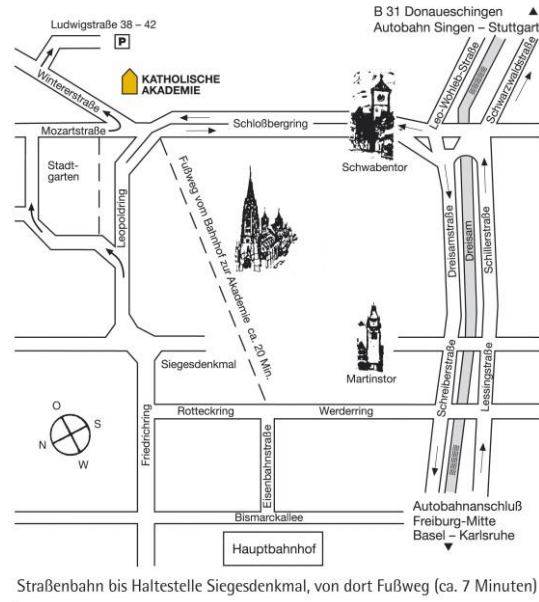 Ludwigstraße 38 – 42
P
B 31 Donaueschingen ▲
Autobahn Singen – Stuttgart
KATHOLISCHE
AKADEMIE
Wintererstraße
Mozartstraße
Schloßbergring
Leo-Wohleb-Straße
Schwarzwaldstraße
Schwabentor
Stadt-
garten
Leopoldring
Fußweg vom Bahnhof zur Akademie ca. 20 Min.
Dreisamstraße
Dreisam
Schillerstraße
Siegesdenkmal
Martinstor
Schreiberstraße
Lessingstraße
Friedrichring
Rotteckring
Werderring
Eisenbahnstraße
O
S
N
W
Bismarckallee
Hauptbahnhof
Autobahnanschluß
Freiburg-Mitte
Basel – Karlsruhe
▼
Straßenbahn bis Haltestelle Siegesdenkmal, von dort Fußweg (ca. 7 Minuten)